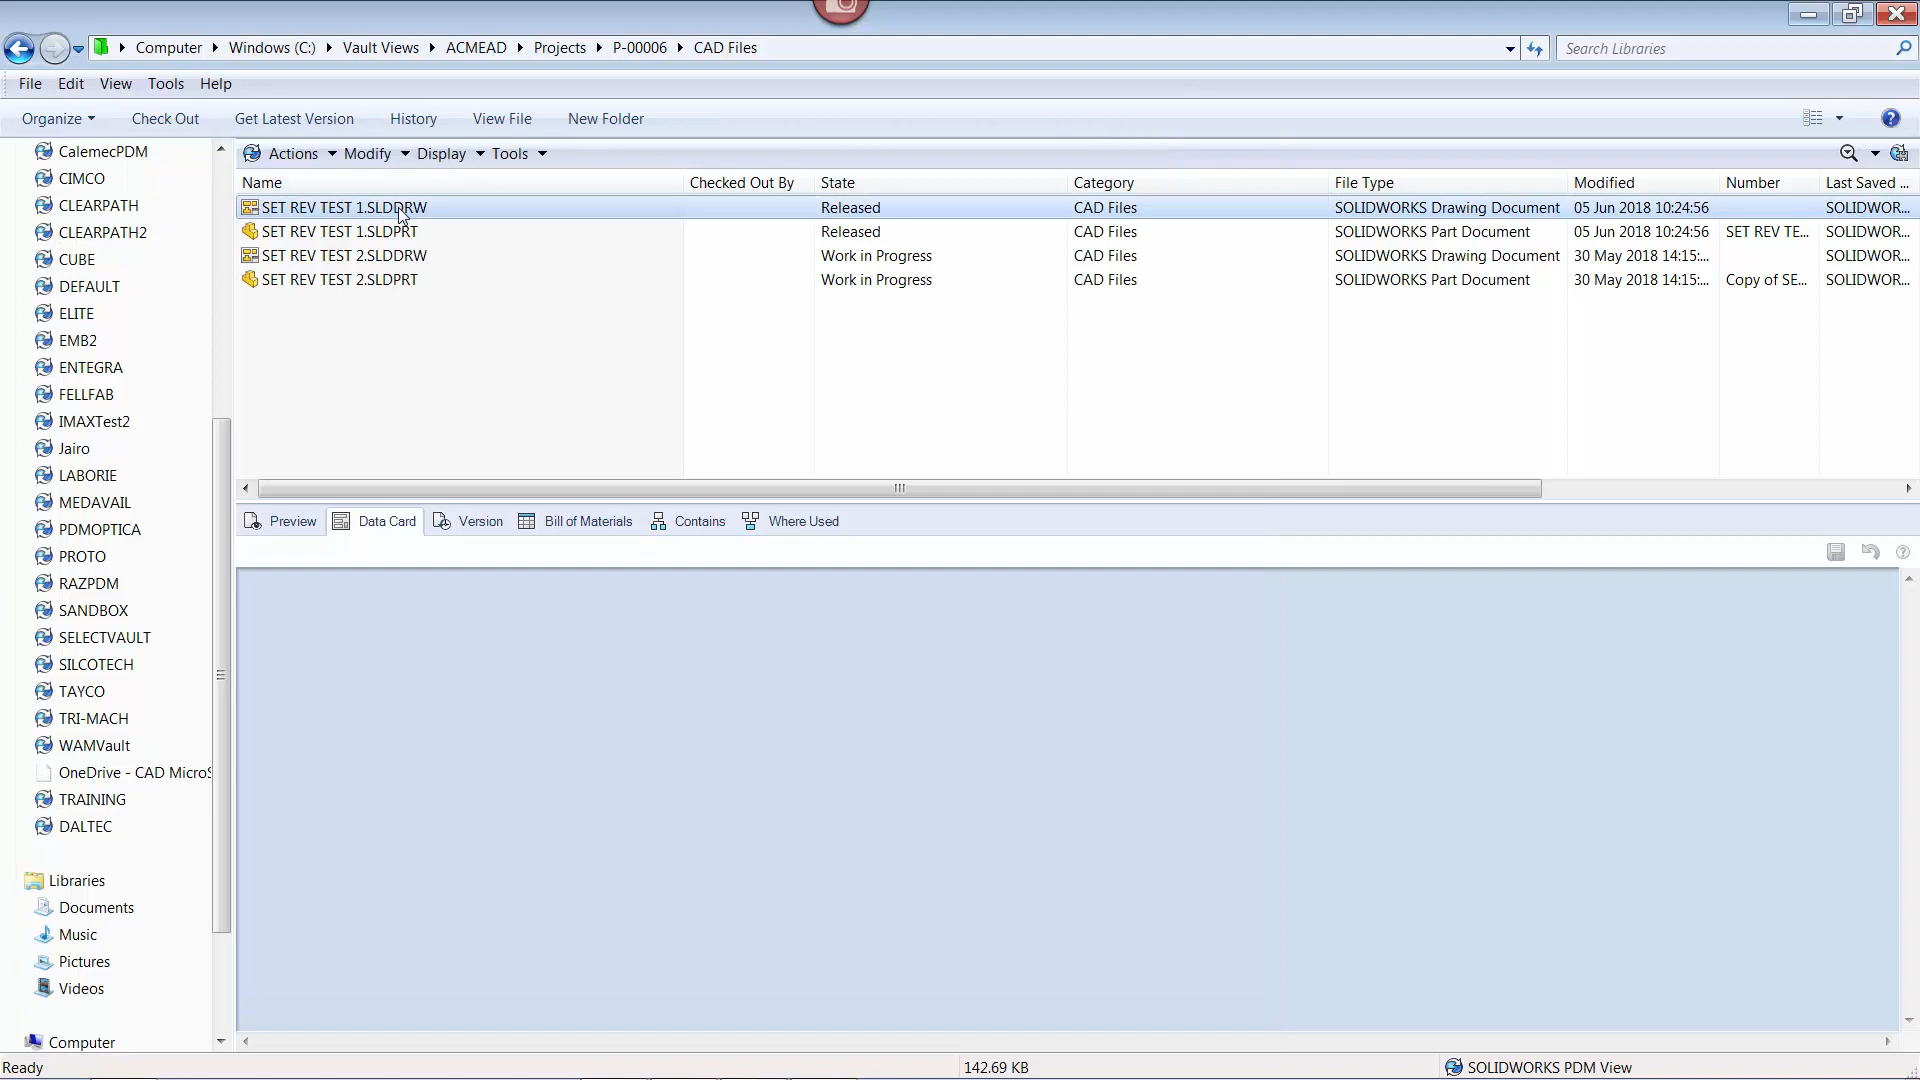 Computer Windows (C:) Vault Views ACMEAD Projects P-00006 CAD Files Search Libraries
File Edit View Tools Help
Organize Check Out Get Latest Version History View File New Folder
CalemecPDM
CIMCO
CLEARPATH
CLEARPATH2
CUBE
DEFAULT
ELITE
EMB2
ENTEGRA
FELLFAB
IMAXTest2
Jairo
LABORIE
MEDAVAIL
PDMOPTICA
PROTO
RAZPDM
SANDBOX
SELECTVAULT
SILCOTECH
TAYCO
TRI-MACH
WAMVault
OneDrive - CAD MicroS
TRAINING
DALTEC
Libraries
Documents
Music
Pictures
Videos
Computer
Actions Modify Display Tools
Name Checked Out By State Category File Type Modified Number Last Saved ...
SET REV TEST 1.SLDDRW Released CAD Files SOLIDWORKS Drawing Document 05 Jun 2018 10:24:56 SOLIDWOR...
SET REV TEST 1.SLDPRT Released CAD Files SOLIDWORKS Part Document 05 Jun 2018 10:24:56 SET REV TE... SOLIDWOR...
SET REV TEST 2.SLDDRW Work in Progress CAD Files SOLIDWORKS Drawing Document 30 May 2018 14:15:... SOLIDWOR...
SET REV TEST 2.SLDPRT Work in Progress CAD Files SOLIDWORKS Part Document 30 May 2018 14:15:... Copy of SE... SOLIDWOR...
Preview Data Card Version Bill of Materials Contains Where Used
Ready 142.69 KB SOLIDWORKS PDM View